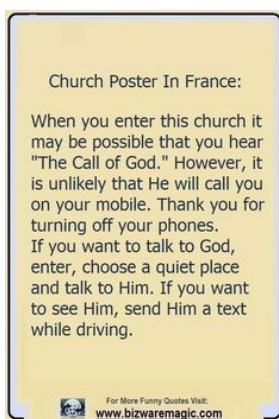 Church Poster In France:
When you enter this church it
may be possible that you hear
"The Call of God." However, it
is unlikely that He will call you
on your mobile. Thank you for
turning off your phones.
If you want to talk to God,
enter, choose a quiet place
and talk to Him. If you want
to see Him, send Him a text
while driving.
For More Funny Quotes Visit:
www.bizwaremagic.com